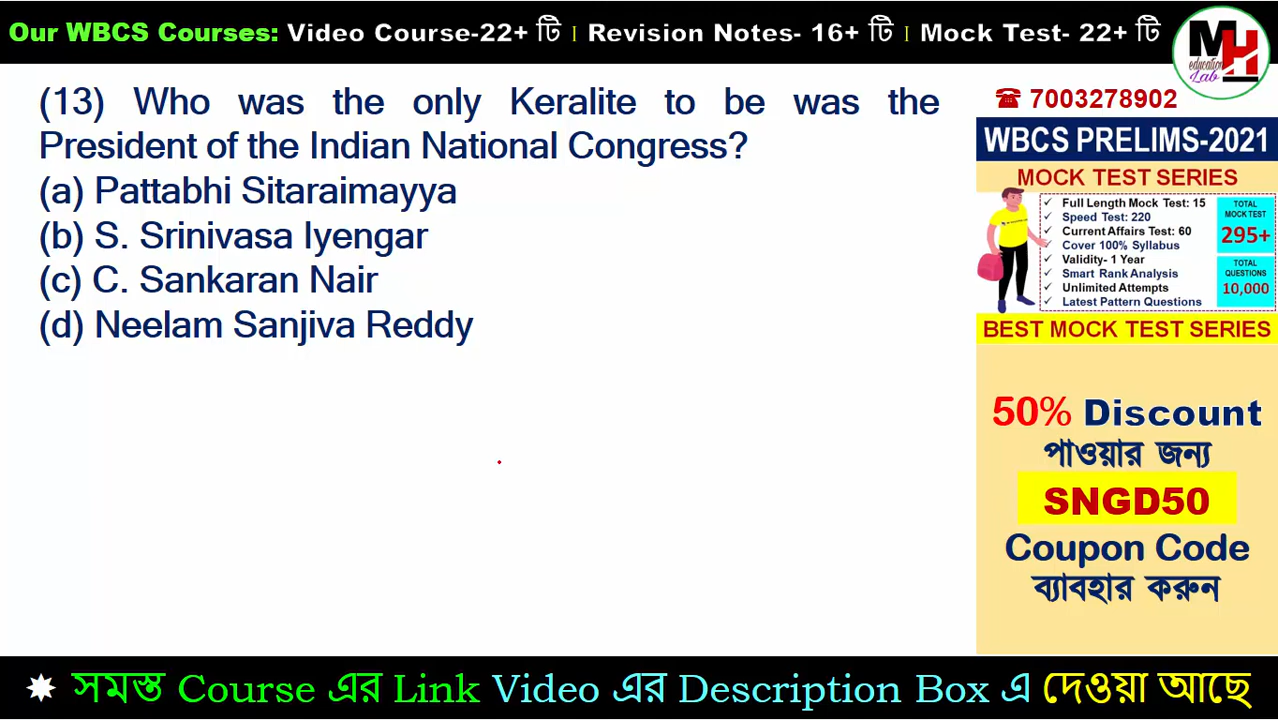 Our WBCS Courses: Video Course-22+ টি । Revision Notes- 16+ টি । Mock Test- 22+ টি
MH
education
Lab
(13) Who was the only Keralite to be was the
President of the Indian National Congress?
(a) Pattabhi Sitaraimayya
(b) S. Srinivasa Iyengar
(c) C. Sankaran Nair
(d) Neelam Sanjiva Reddy
☎ 7003278902
WBCS PRELIMS-2021
MOCK TEST SERIES
✓ Full Length Mock Test: 15
✓ Speed Test: 220
✓ Current Affairs Test: 60
✓ Cover 100% Syllabus
✓ Validity- 1 Year
✓ Smart Rank Analysis
✓ Unlimited Attempts
✓ Latest Pattern Questions
TOTAL
MOCK TEST
295+
TOTAL
QUESTIONS
10,000
BEST MOCK TEST SERIES
50% Discount
পাওয়ার জন্য
SNGD50
Coupon Code
ব্যাবহার করুন
✸ সমস্ত Course এর Link Video এর Description Box এ দেওয়া আছে